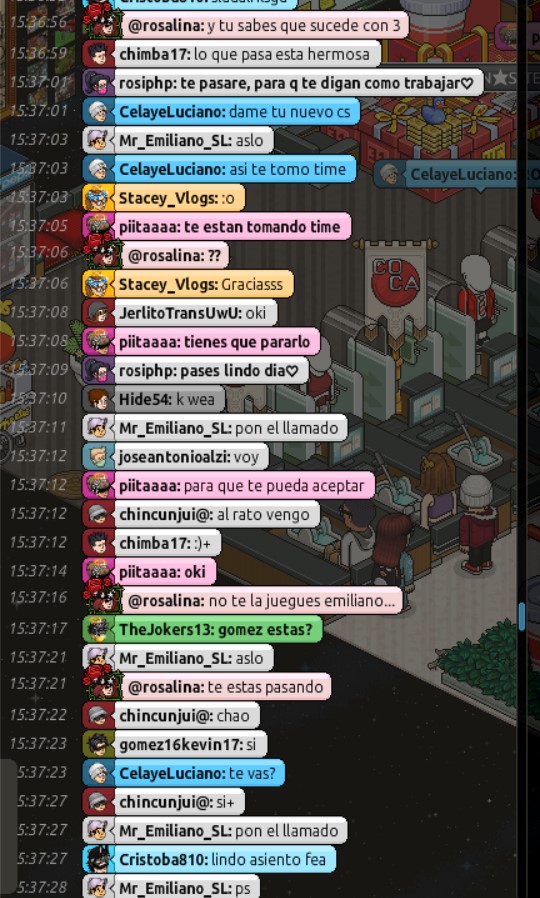 15:36:56 @rosalina: y tu sabes que sucede con 3
15:36:59 chimba17: lo que pasa esta hermosa
15:37:01 rosiphp: te pasare, para q te digan como trabajar♡
15:37:01 CelayeLuciano: dame tu nuevo cs
15:37:03 Mr_Emiliano_SL: aslo
15:37:03 CelayeLuciano: asi te tomo time
CelayeLuciano:
15:37:03 Stacey_Vlogs: :o
15:37:05 piitaaaa: te estan tomando time
15:37:06 @rosalina: ??
15:37:06 Stacey_Vlogs: Graciasss
COCA
15:37:08 JerlitoTransUwU: oki
15:37:08 piitaaaa: tienes que pararlo
15:37:09 rosiphp: pases lindo dia♡
15:37:10 Hide54: k wea
15:37:11 Mr_Emiliano_SL: pon el llamado
15:37:12 joseantonioalzi: voy
15:37:12 piitaaaa: para que te pueda aceptar
15:37:12 chincunjui@: al rato vengo
15:37:12 chimba17: :)+
15:37:14 piitaaaa: oki
15:37:16 @rosalina: no te la juegues emiliano...
15:37:17 TheJokers13: gomez estas?
15:37:21 Mr_Emiliano_SL: aslo
15:37:21 @rosalina: te estas pasando
15:37:22 chincunjui@: chao
15:37:23 gomez16kevin17: si
5:37:23 CelayeLuciano: te vas?
5:37:27 chincunjui@: si+
5:37:27 Mr_Emiliano_SL: pon el llamado
5:37:27 Cristoba810: lindo asiento fea
5:37:28 Mr_Emiliano_SL: ps